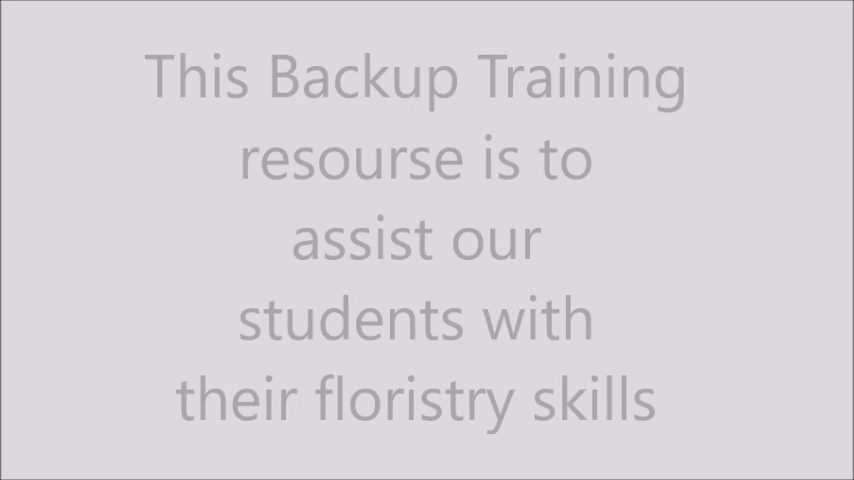 This Backup Training
resourse is to
assist our
students with
their floristry skills